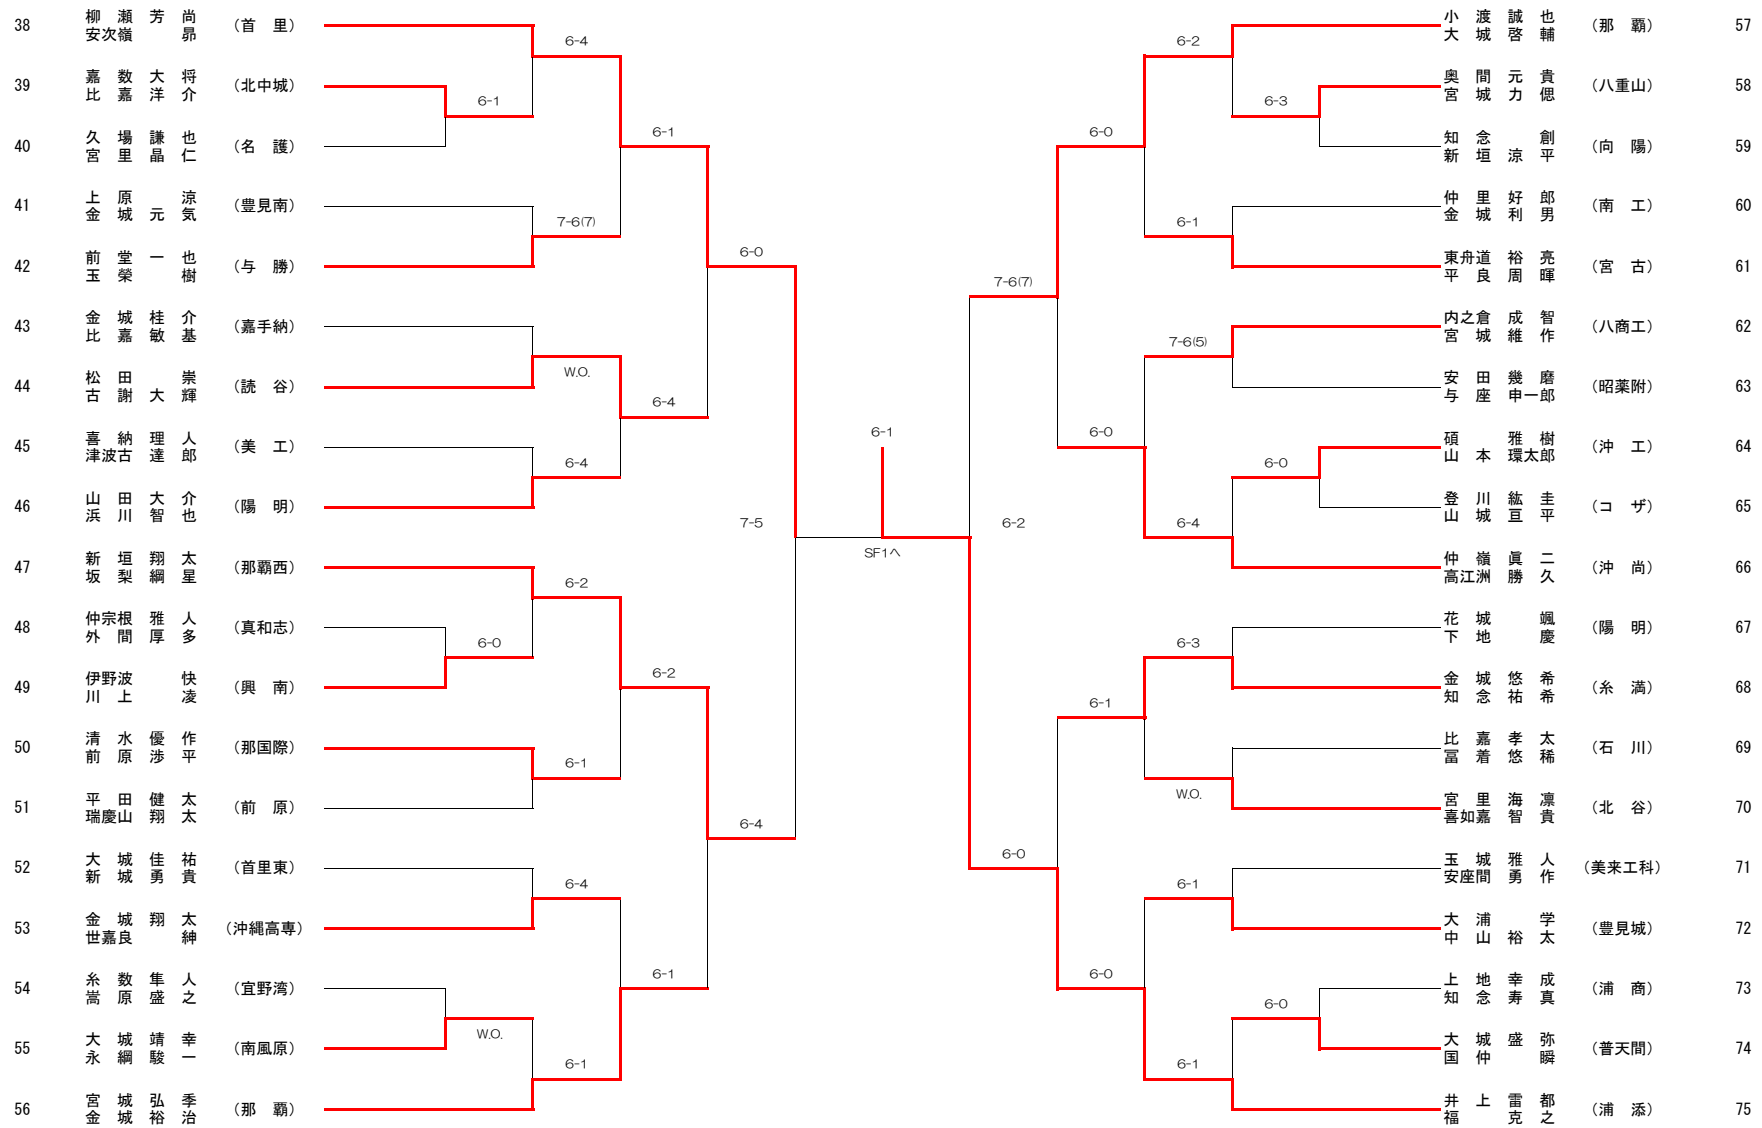 38 柳瀬芳尚 安次嶺昴 (首里)
39 嘉数大将 比嘉洋介 (北中城)
40 久場謙也 宮里晶仁 (名護)
41 上原涼 金城元気 (豊見南)
42 前堂一也 玉榮樹 (与勝)
43 金城桂介 比嘉敏基 (嘉手納)
44 松田崇 古謝大輝 (読谷)
45 喜納理人 津波古達郎 (美工)
46 山田大介 浜川智也 (陽明)
47 新垣翔太 坂梨綱星 (那覇西)
48 仲宗根雅人 外間厚多 (真和志)
49 伊野波快 川上凌 (興南)
50 清水優作 前原渉平 (那国際)
51 平田健太 瑞慶山翔太 (前原)
52 大城佳祐 新城勇貴 (首里東)
53 金城翔太 世嘉良紳 (沖縄高専)
54 糸数隼人 嵩原盛之 (宜野湾)
55 大城靖幸 永綱駿一 (南風原)
56 宮城弘季 金城裕治 (那覇)
6-1
6-0
W.O.
6-4
7-6(7)
W.O.
6-4
6-2
6-1
6-4
6-1
6-1
6-4
6-2
6-1
6-0
6-4
7-5
6-1
SF1へ
6-2
7-6(7)
6-0
6-0
6-0
6-1
6-0
6-2
6-1
7-6(5)
6-4
6-3
W.O.
6-1
6-1
6-3
6-0
6-0
小渡誠也 大城啓輔 (那覇) 57
奥間元貴 宮城力偲 (八重山) 58
知念創 新垣涼平 (向陽) 59
仲里好郎 金城利男 (南工) 60
東舟道裕亮 平良周暉 (宮古) 61
内之倉成智 宮城維作 (八商工) 62
安田幾磨 与座申一郎 (昭薬附) 63
碩雅樹 山本環太郎 (沖工) 64
登川紘圭 山城亘平 (コザ) 65
仲嶺眞二 高江洲勝久 (沖尚) 66
花城颯 下地慶 (陽明) 67
金城悠希 知念祐希 (糸満) 68
比嘉孝太 冨着悠稀 (石川) 69
宮里海凛 喜如嘉智貴 (北谷) 70
玉城雅人 安座間勇作 (美来工科) 71
大浦学 中山裕太 (豊見城) 72
上地幸成 知念寿真 (浦商) 73
大城盛弥 国仲瞬 (普天間) 74
井上雷都 福克之 (浦添) 75